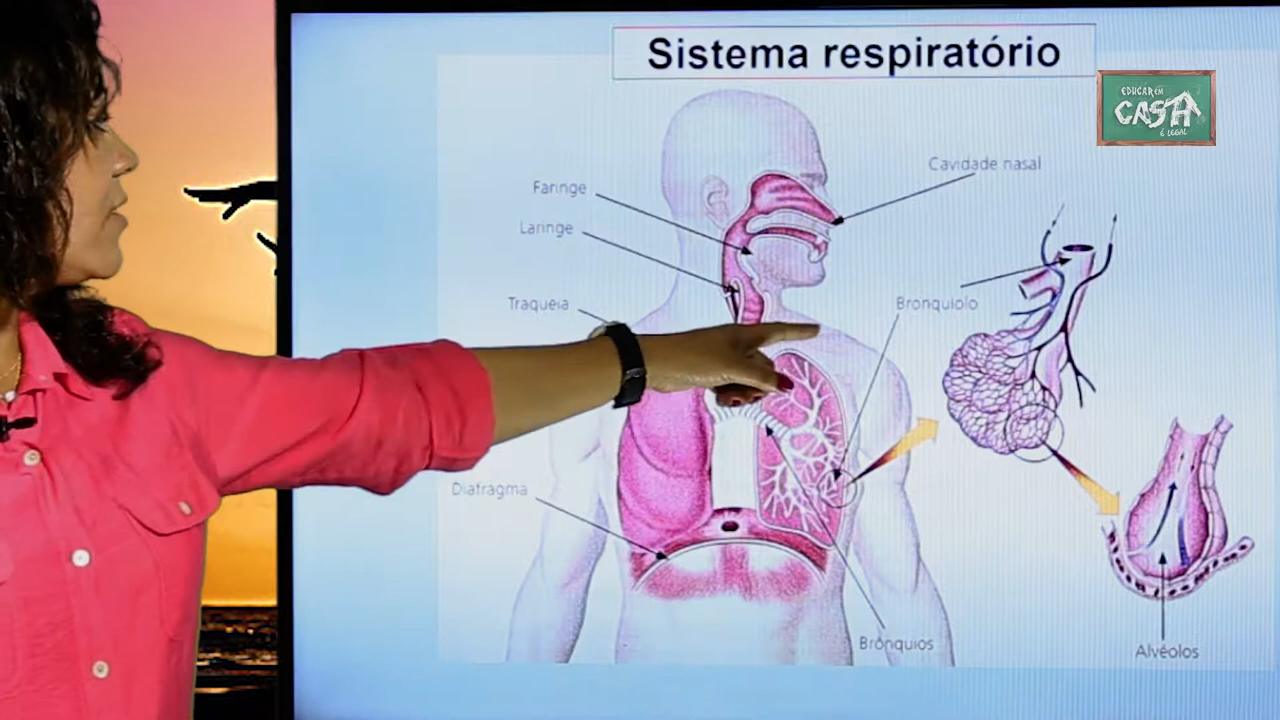 Sistema respiratório
EDUCAR EM
CASA
É LEGAL
Cavidade nasal
Faringe
Laringe
Traqueia
Bronquíolo
Diafragma
Brônquios
Alvéolos